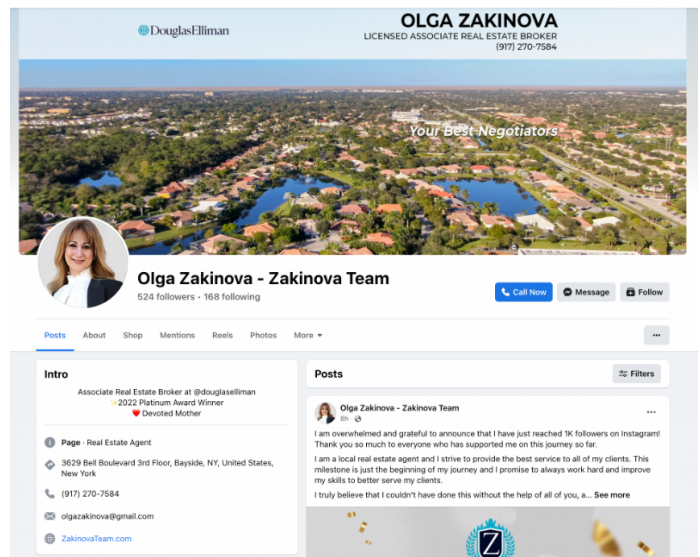 DouglasElliman
OLGA ZAKINOVA
LICENSED ASSOCIATE REAL ESTATE BROKER
(917) 270-7584
Your Best Negotiators
Olga Zakinova - Zakinova Team
524 followers • 168 following
Call Now
Message
Follow
Posts
About
Shop
Mentions
Reels
Photos
More
Intro
Associate Real Estate Broker at @douglaselliman
✨2022 Platinum Award Winner
❤️ Devoted Mother
Page · Real Estate Agent
3629 Bell Boulevard 3rd Floor, Bayside, NY, United States,
New York
(917) 270-7584
olgazakinova@gmail.com
ZakinovaTeam.com
Posts
Filters
Olga Zakinova - Zakinova Team
8h ·
I am overwhelmed and grateful to announce that I have just reached 1K followers on Instagram!
Thank you so much to everyone who has supported me on this journey so far.
I am a local real estate agent and I strive to provide the best service to all of my clients. This
milestone is just the beginning of my journey and I promise to always work hard and improve
my skills to better serve my clients.
I truly believe that I couldn't have done this without the help of all of you, a... See more
Z